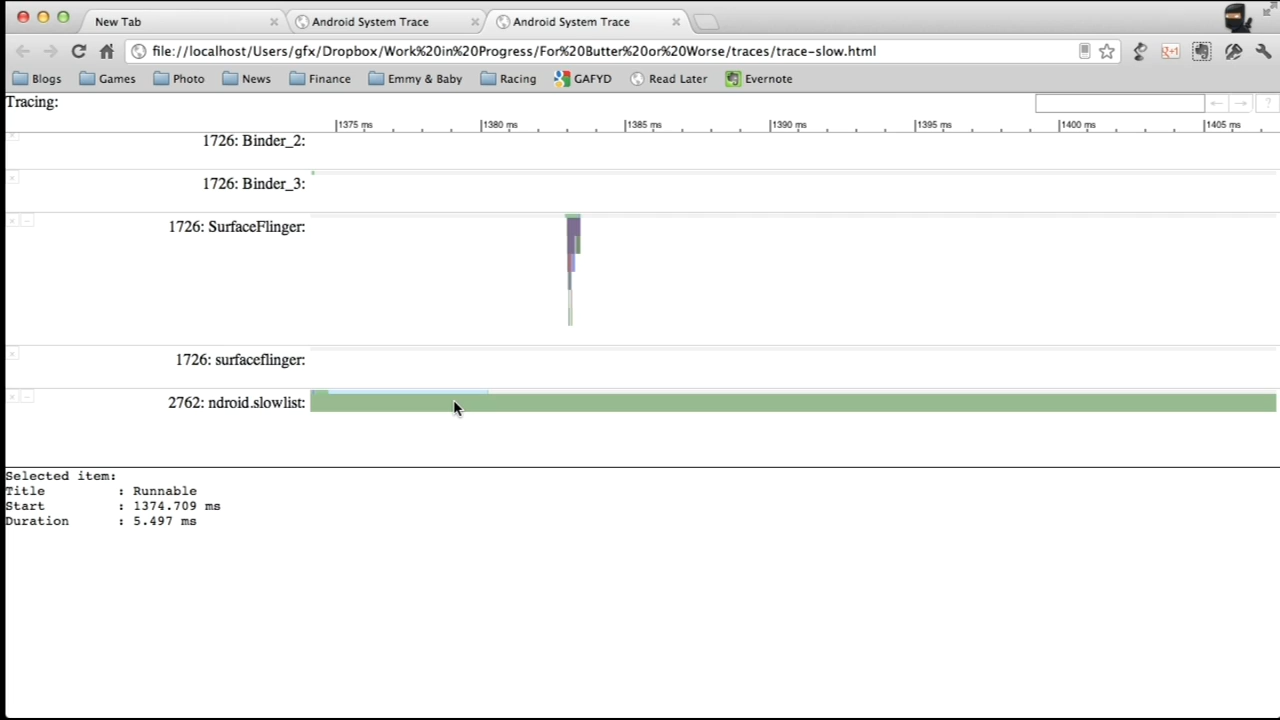 New Tab
Android System Trace
Android System Trace
file://localhost/Users/gfx/Dropbox/Work%20in%20Progress/For%20Butter%20or%20Worse/traces/trace-slow.html
Blogs Games Photo News Finance Emmy & Baby Racing GAFYD Read Later Evernote
Tracing:
1375 ms 1380 ms 1385 ms 1390 ms 1395 ms 1400 ms 1405 ms
1726: Binder_2:
1726: Binder_3:
1726: SurfaceFlinger:
1726: surfaceflinger:
2762: ndroid.slowlist:
Selected item:
Title : Runnable
Start : 1374.709 ms
Duration : 5.497 ms